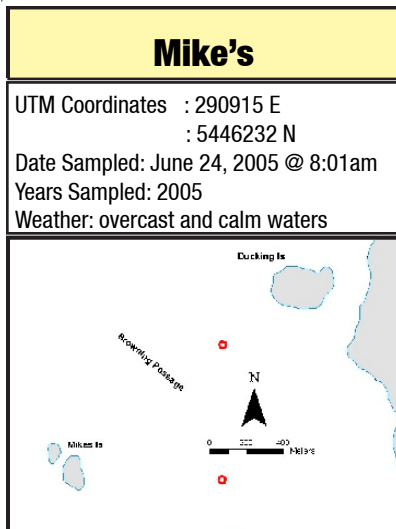 Mike's
UTM Coordinates : 290915 E
: 5446232 N
Date Sampled: June 24, 2005 @ 8:01am
Years Sampled: 2005
Weather: overcast and calm waters
Ducking Is
Browning Passage
N
0 200 400
Meters
Mikes Is